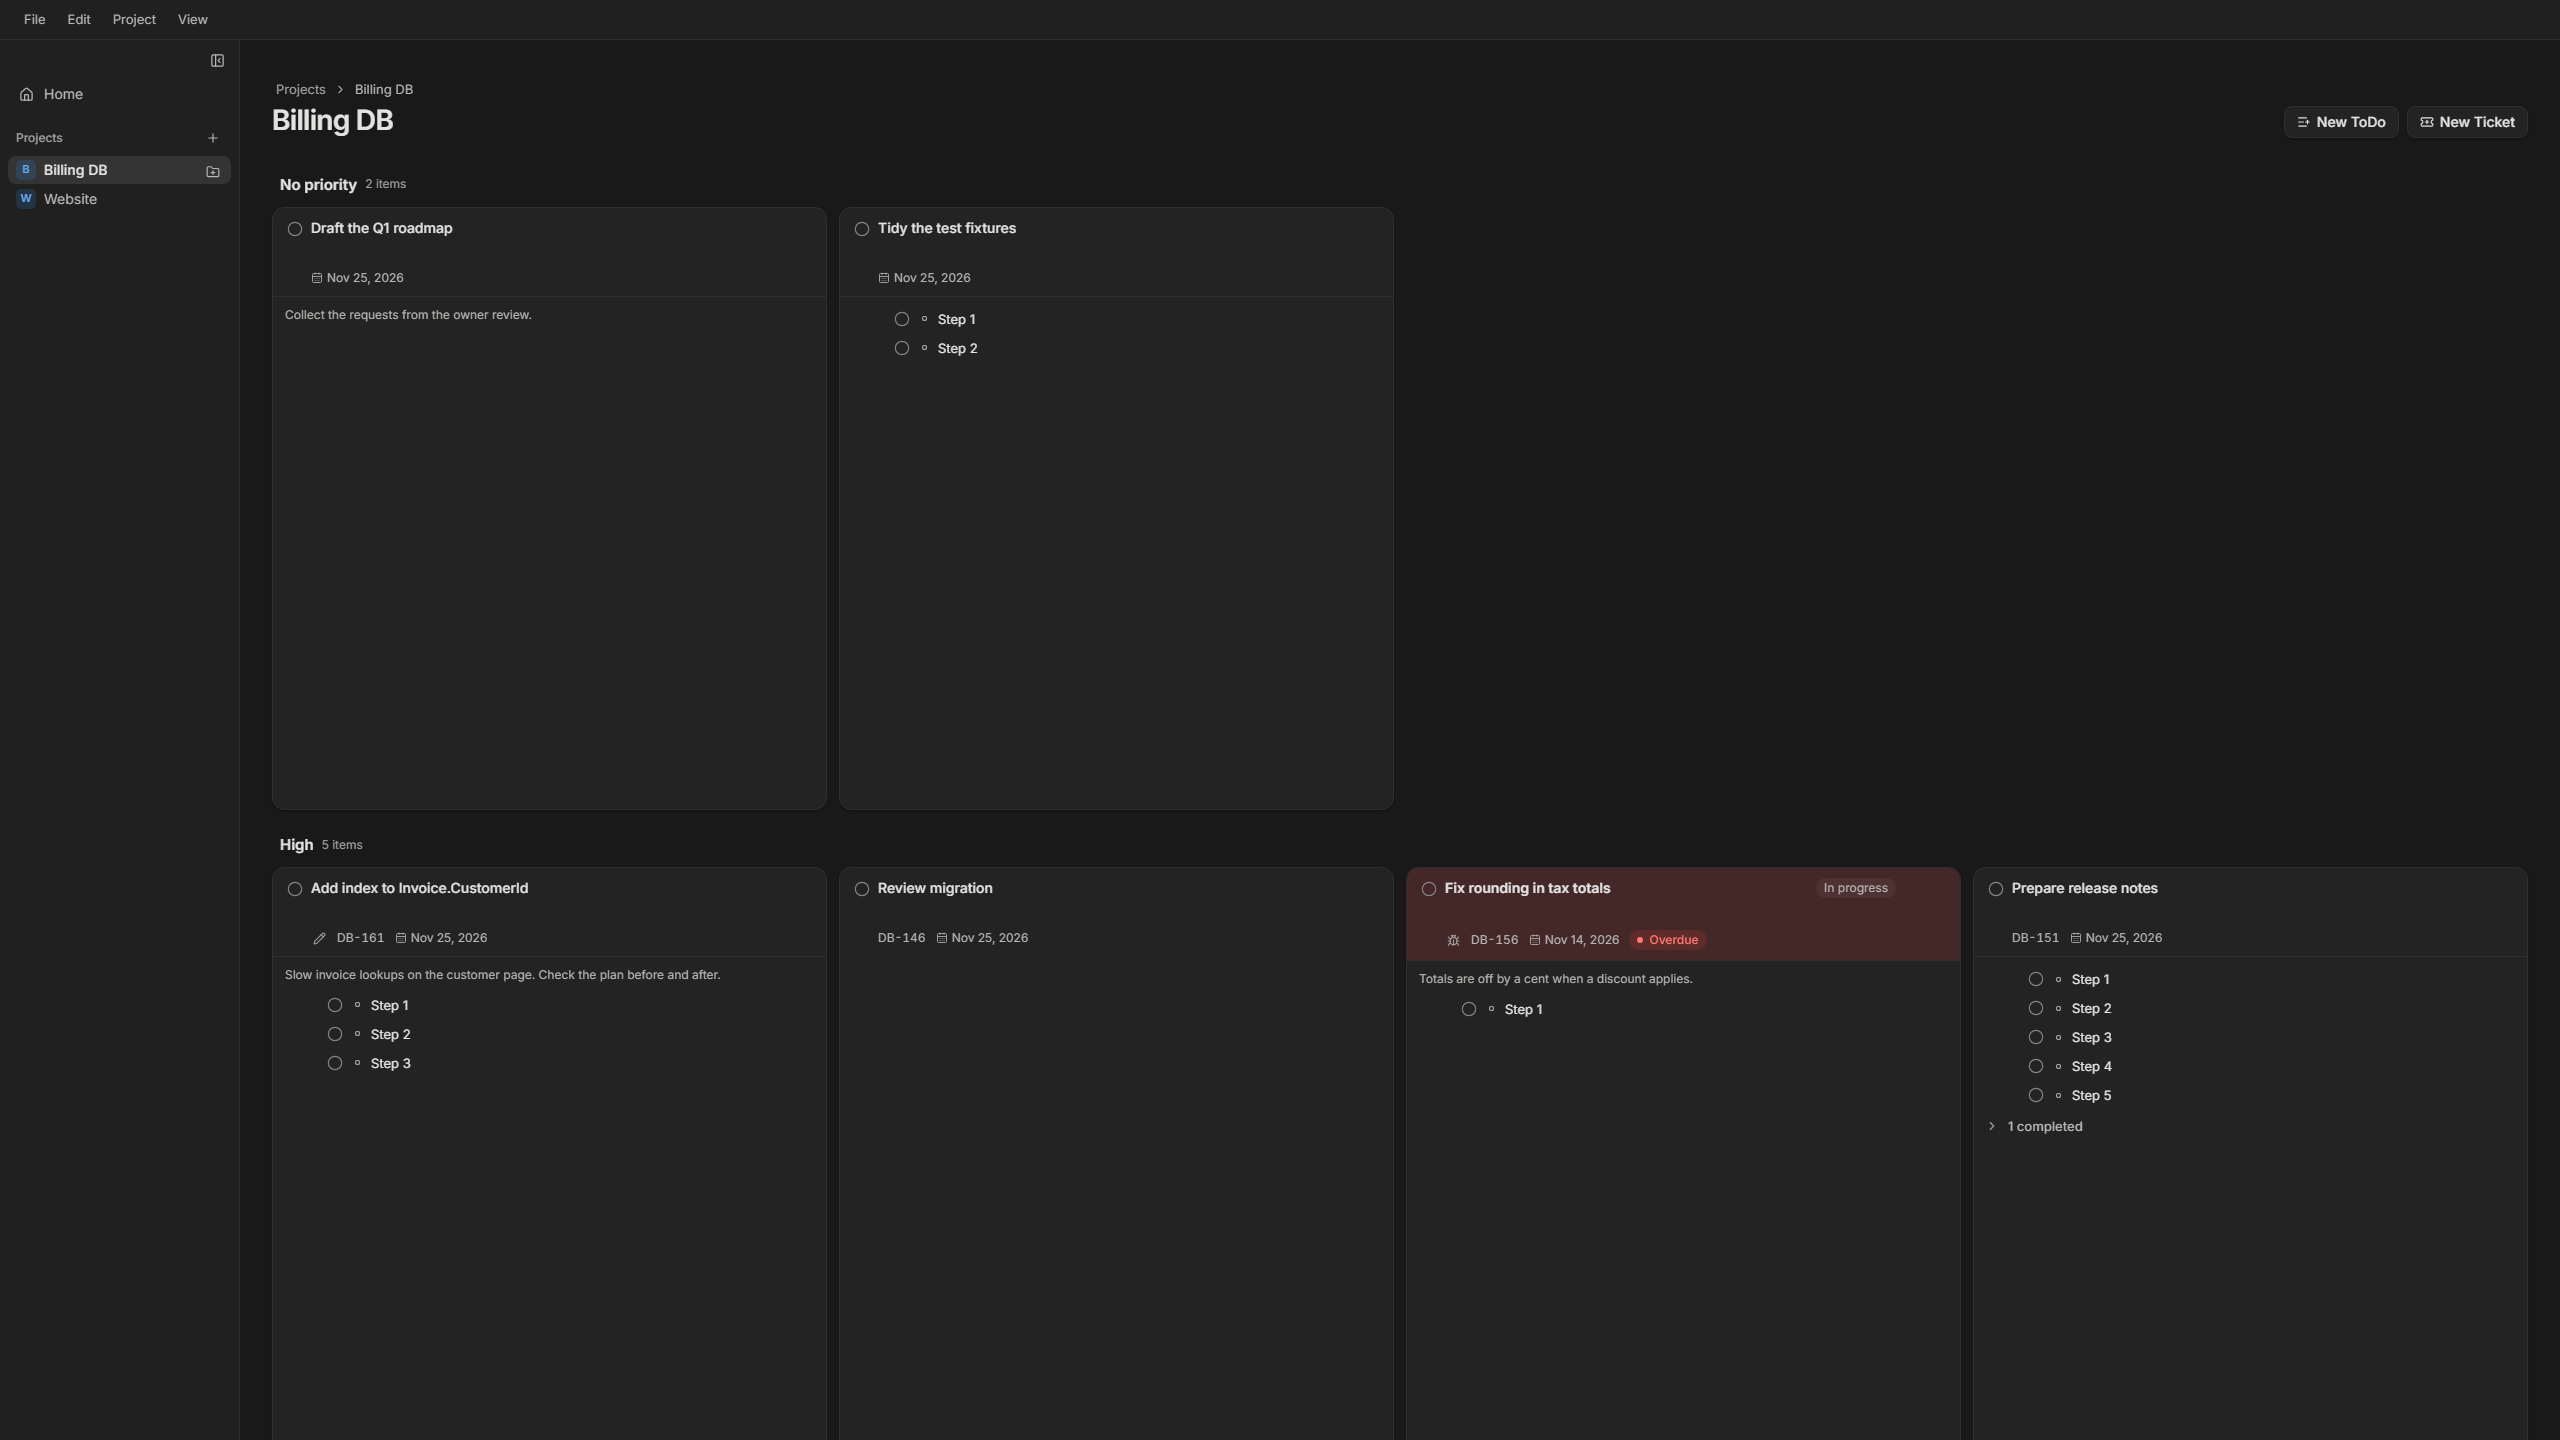 File Edit Project View
Home
Projects
B Billing DB
W Website
Projects > Billing DB
Billing DB
New ToDo New Ticket
No priority 2 items
Draft the Q1 roadmap
Nov 25, 2026
Collect the requests from the owner review.
Tidy the test fixtures
Nov 25, 2026
Step 1
Step 2
High 5 items
Add index to Invoice.CustomerId
DB-161 Nov 25, 2026
Slow invoice lookups on the customer page. Check the plan before and after.
Step 1
Step 2
Step 3
Review migration
DB-146 Nov 25, 2026
Fix rounding in tax totals In progress
DB-156 Nov 14, 2026 Overdue
Totals are off by a cent when a discount applies.
Step 1
Prepare release notes
DB-151 Nov 25, 2026
Step 1
Step 2
Step 3
Step 4
Step 5
1 completed